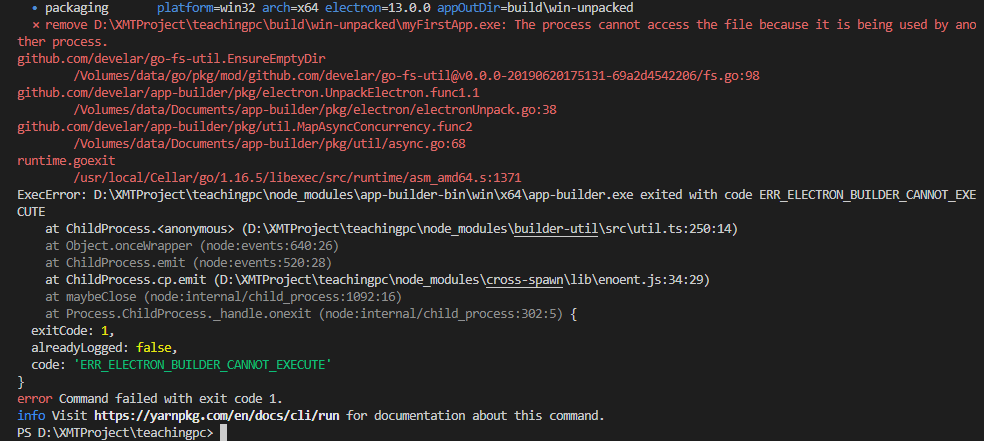 • packaging       platform=win32 arch=x64 electron=13.0.0 appOutDir=build\win-unpacked
⨯ remove D:\XMTProject\teachingpc\build\win-unpacked\myFirstApp.exe: The process cannot access the file because it is being used by ano
ther process.
github.com/develar/go-fs-util.EnsureEmptyDir
/Volumes/data/go/pkg/mod/github.com/develar/go-fs-util@v0.0.0-20190620175131-69a2d4542206/fs.go:98
github.com/develar/app-builder/pkg/electron.UnpackElectron.func1.1
/Volumes/data/Documents/app-builder/pkg/electron/electronUnpack.go:38
github.com/develar/app-builder/pkg/util.MapAsyncConcurrency.func2
/Volumes/data/Documents/app-builder/pkg/util/async.go:68
runtime.goexit
/usr/local/Cellar/go/1.16.5/libexec/src/runtime/asm_amd64.s:1371
ExecError: D:\XMTProject\teachingpc\node_modules\app-builder-bin\win\x64\app-builder.exe exited with code ERR_ELECTRON_BUILDER_CANNOT_EXE
CUTE
at ChildProcess.<anonymous> (D:\XMTProject\teachingpc\node_modules\builder-util\src\util.ts:250:14)
at Object.onceWrapper (node:events:640:26)
at ChildProcess.emit (node:events:520:28)
at ChildProcess.cp.emit (D:\XMTProject\teachingpc\node_modules\cross-spawn\lib\enoent.js:34:29)
at maybeClose (node:internal/child_process:1092:16)
at Process.ChildProcess._handle.onexit (node:internal/child_process:302:5) {
exitCode: 1,
alreadyLogged: false,
code: 'ERR_ELECTRON_BUILDER_CANNOT_EXECUTE'
}
error Command failed with exit code 1.
info Visit https://yarnpkg.com/en/docs/cli/run for documentation about this command.
PS D:\XMTProject\teachingpc>